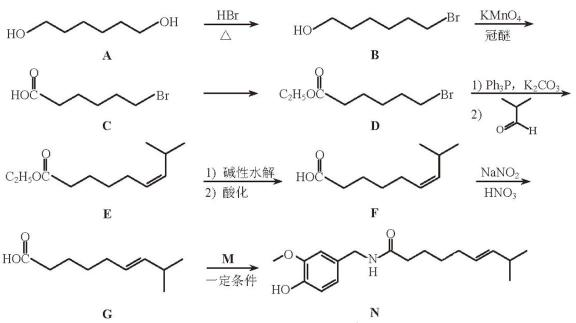 HO OH HBr △ HO Br KMnO₄ 冠醚
A B
O HOC Br O C₂H₅OC Br 1) Ph₃P, K₂CO₃ 2) O H
C D
O C₂H₅OC 1) 碱性水解 2) 酸化 O HOC NaNO₂ HNO₃
E F
O HOC M 一定条件 O HO N H O
G N